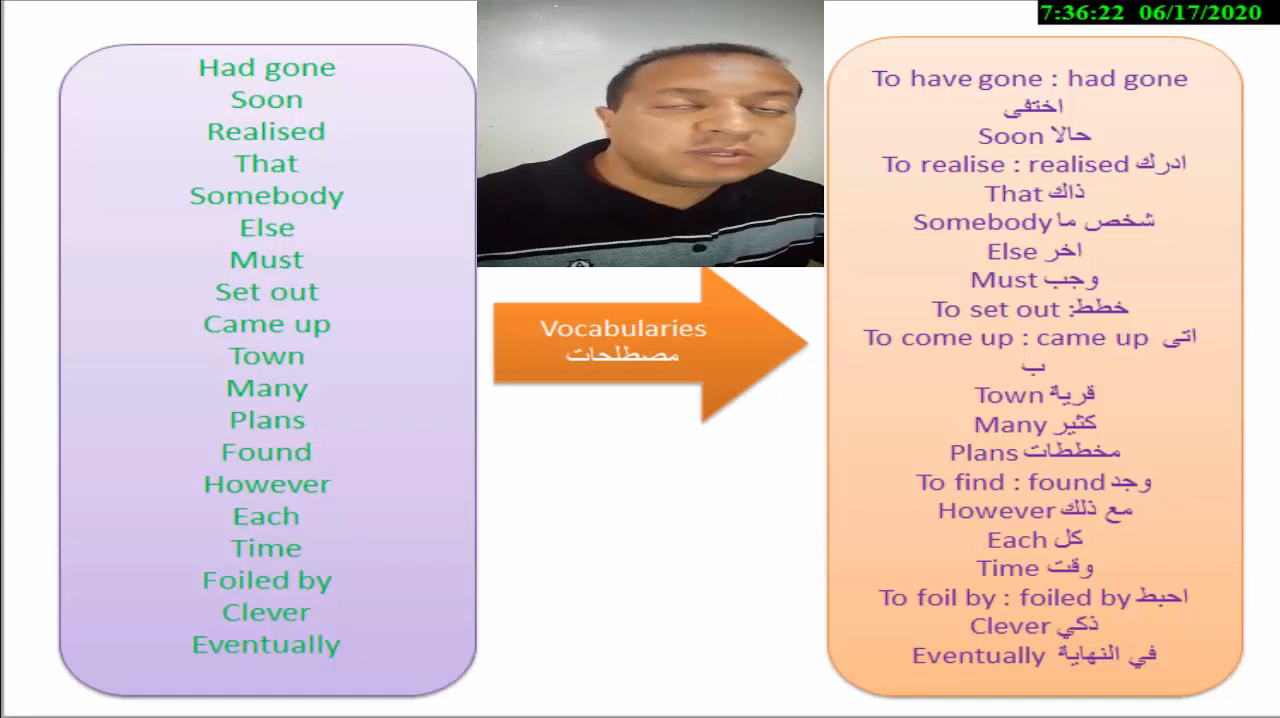 7:36:22 06/17/2020
Had gone
Soon
Realised
That
Somebody
Else
Must
Set out
Came up
Town
Many
Plans
Found
However
Each
Time
Foiled by
Clever
Eventually
Vocabularies
مصطلحات
To have gone : had gone
اختفى
Soon حالا
To realise : realised ادرك
That ذاك
Somebody شخص ما
Else اخر
Must وجب
To set out :خطط
To come up : came up اتى
ب
Town قرية
Many كثير
Plans مخططات
To find : found وجد
However مع ذلك
Each كل
Time وقت
To foil by : foiled by احبط
Clever ذكي
Eventually في النهاية